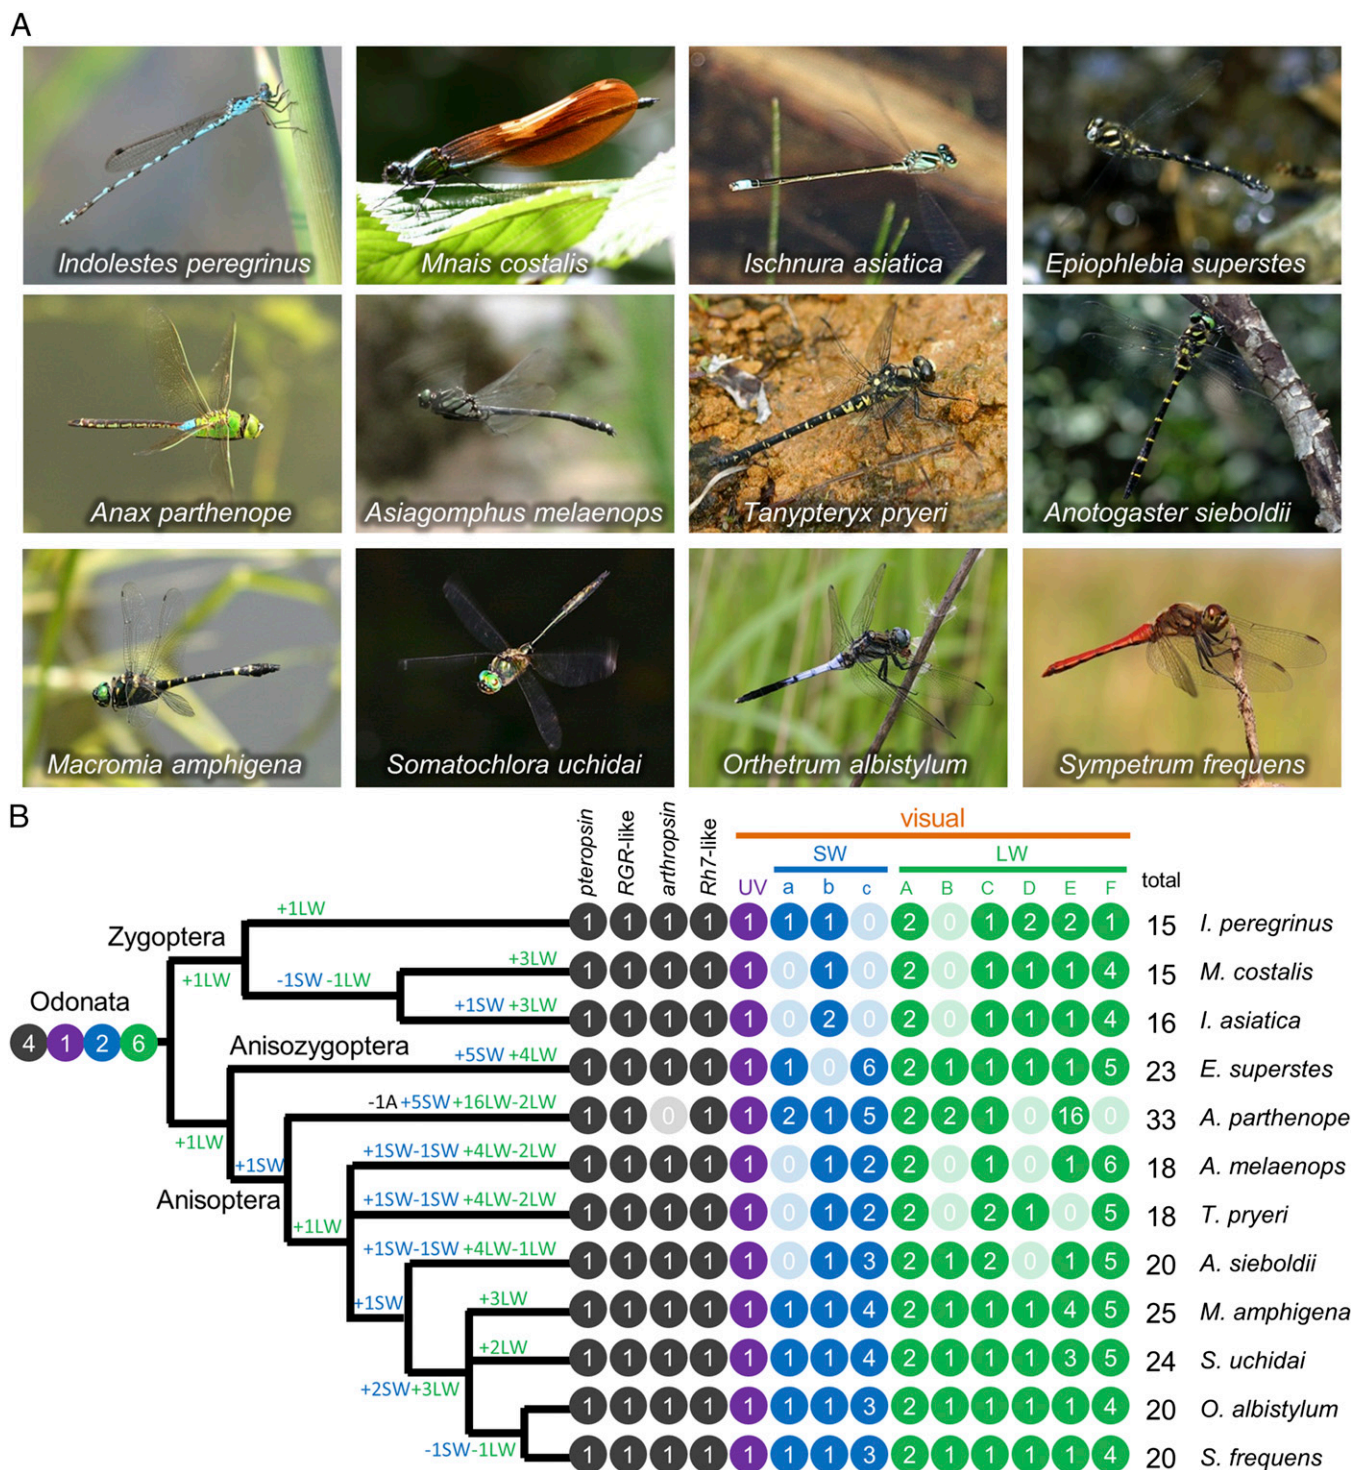 A
Indolestes peregrinus
Mnais costalis
Ischnura asiatica
Epiophlebia superstes
Anax parthenope
Asiagomphus melaenops
Tanypteryx pryeri
Anotogaster sieboldii
Macromia amphigena
Somatochlora uchidai
Orthetrum albistylum
Sympetrum frequens
B
pteropsin
RGR-like
arthropsin
Rh7-like
visual
SW
LW
UV a b c A B C D E F total
+1LW
1 1 1 1 1 1 1 0 2 0 1 2 2 1 15 I. peregrinus
Zygoptera
+1LW
-1SW -1LW
+3LW
1 1 1 1 1 0 1 0 2 0 1 1 1 4 15 M. costalis
+1SW +3LW
1 1 1 1 1 0 2 0 2 0 1 1 1 4 16 I. asiatica
Odonata
4 1 2 6
Anisozygoptera
+5SW +4LW
1 1 1 1 1 1 0 6 2 1 1 1 1 5 23 E. superstes
+1LW
-1A +5SW +16LW-2LW
1 1 0 1 1 2 1 5 2 2 1 0 16 0 33 A. parthenope
+1SW
Anisoptera
+1SW-1SW +4LW-2LW
1 1 1 1 1 0 1 2 2 0 1 0 1 6 18 A. melaenops
+1LW
+1SW-1SW +4LW-2LW
1 1 1 1 1 0 1 2 2 0 2 1 0 5 18 T. pryeri
+1SW-1SW +4LW-1LW
1 1 1 1 1 0 1 3 2 1 2 0 1 5 20 A. sieboldii
+1SW
+3LW
1 1 1 1 1 1 1 4 2 1 1 1 4 5 25 M. amphigena
+2LW
1 1 1 1 1 1 1 4 2 1 1 1 3 5 24 S. uchidai
+2SW+3LW
1 1 1 1 1 1 1 3 2 1 1 1 1 4 20 O. albistylum
-1SW-1LW
1 1 1 1 1 1 1 3 2 1 1 1 1 4 20 S. frequens